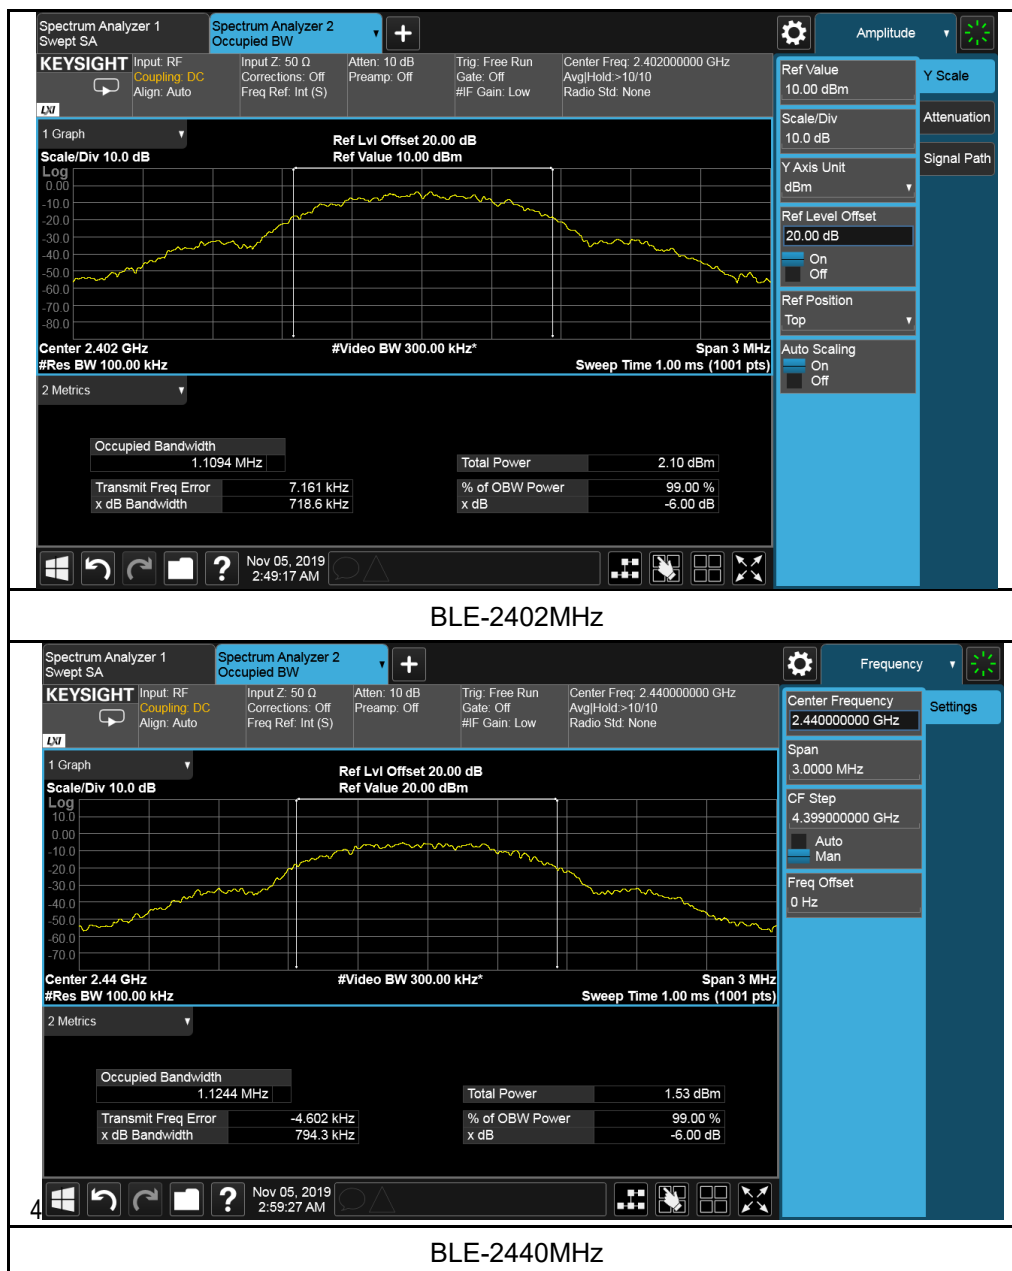 Spectrum Analyzer 1
Swept SA
Spectrum Analyzer 2
Occupied BW
Amplitude
KEYSIGHT
LXI
Input: RF
Coupling: DC
Align: Auto
Input Z: 50 Ω
Corrections: Off
Freq Ref: Int (S)
Atten: 10 dB
Preamp: Off
Trig: Free Run
Gate: Off
#IF Gain: Low
Center Freq: 2.402000000 GHz
Avg|Hold:>10/10
Radio Std: None
1 Graph
Scale/Div 10.0 dB
Ref Lvl Offset 20.00 dB
Ref Value 10.00 dBm
Log
0.00
-10.0
-20.0
-30.0
-40.0
-50.0
-60.0
-70.0
-80.0
Center 2.402 GHz
#Res BW 100.00 kHz
#Video BW 300.00 kHz*
Span 3 MHz
Sweep Time 1.00 ms (1001 pts)
2 Metrics
Occupied Bandwidth
1.1094 MHz
Transmit Freq Error 7.161 kHz
x dB Bandwidth 718.6 kHz
Total Power 2.10 dBm
% of OBW Power 99.00 %
x dB -6.00 dB
Ref Value
10.00 dBm
Scale/Div
10.0 dB
Y Axis Unit
dBm
Ref Level Offset
20.00 dB
On
Off
Ref Position
Top
Auto Scaling
On
Off
Y Scale
Attenuation
Signal Path
?
Nov 05, 2019
2:49:17 AM
BLE-2402MHz
Spectrum Analyzer 1
Swept SA
Spectrum Analyzer 2
Occupied BW
Frequency
KEYSIGHT
LXI
Input: RF
Coupling: DC
Align: Auto
Input Z: 50 Ω
Corrections: Off
Freq Ref: Int (S)
Atten: 10 dB
Preamp: Off
Trig: Free Run
Gate: Off
#IF Gain: Low
Center Freq: 2.440000000 GHz
Avg|Hold:>10/10
Radio Std: None
1 Graph
Scale/Div 10.0 dB
Ref Lvl Offset 20.00 dB
Ref Value 20.00 dBm
Log
10.0
0.00
-10.0
-20.0
-30.0
-40.0
-50.0
-60.0
-70.0
Center 2.44 GHz
#Res BW 100.00 kHz
#Video BW 300.00 kHz*
Span 3 MHz
Sweep Time 1.00 ms (1001 pts)
2 Metrics
Occupied Bandwidth
1.1244 MHz
Transmit Freq Error -4.602 kHz
x dB Bandwidth 794.3 kHz
Total Power 1.53 dBm
% of OBW Power 99.00 %
x dB -6.00 dB
Center Frequency
2.440000000 GHz
Span
3.0000 MHz
CF Step
4.399000000 GHz
Auto
Man
Freq Offset
0 Hz
Settings
4
?
Nov 05, 2019
2:59:27 AM
BLE-2440MHz